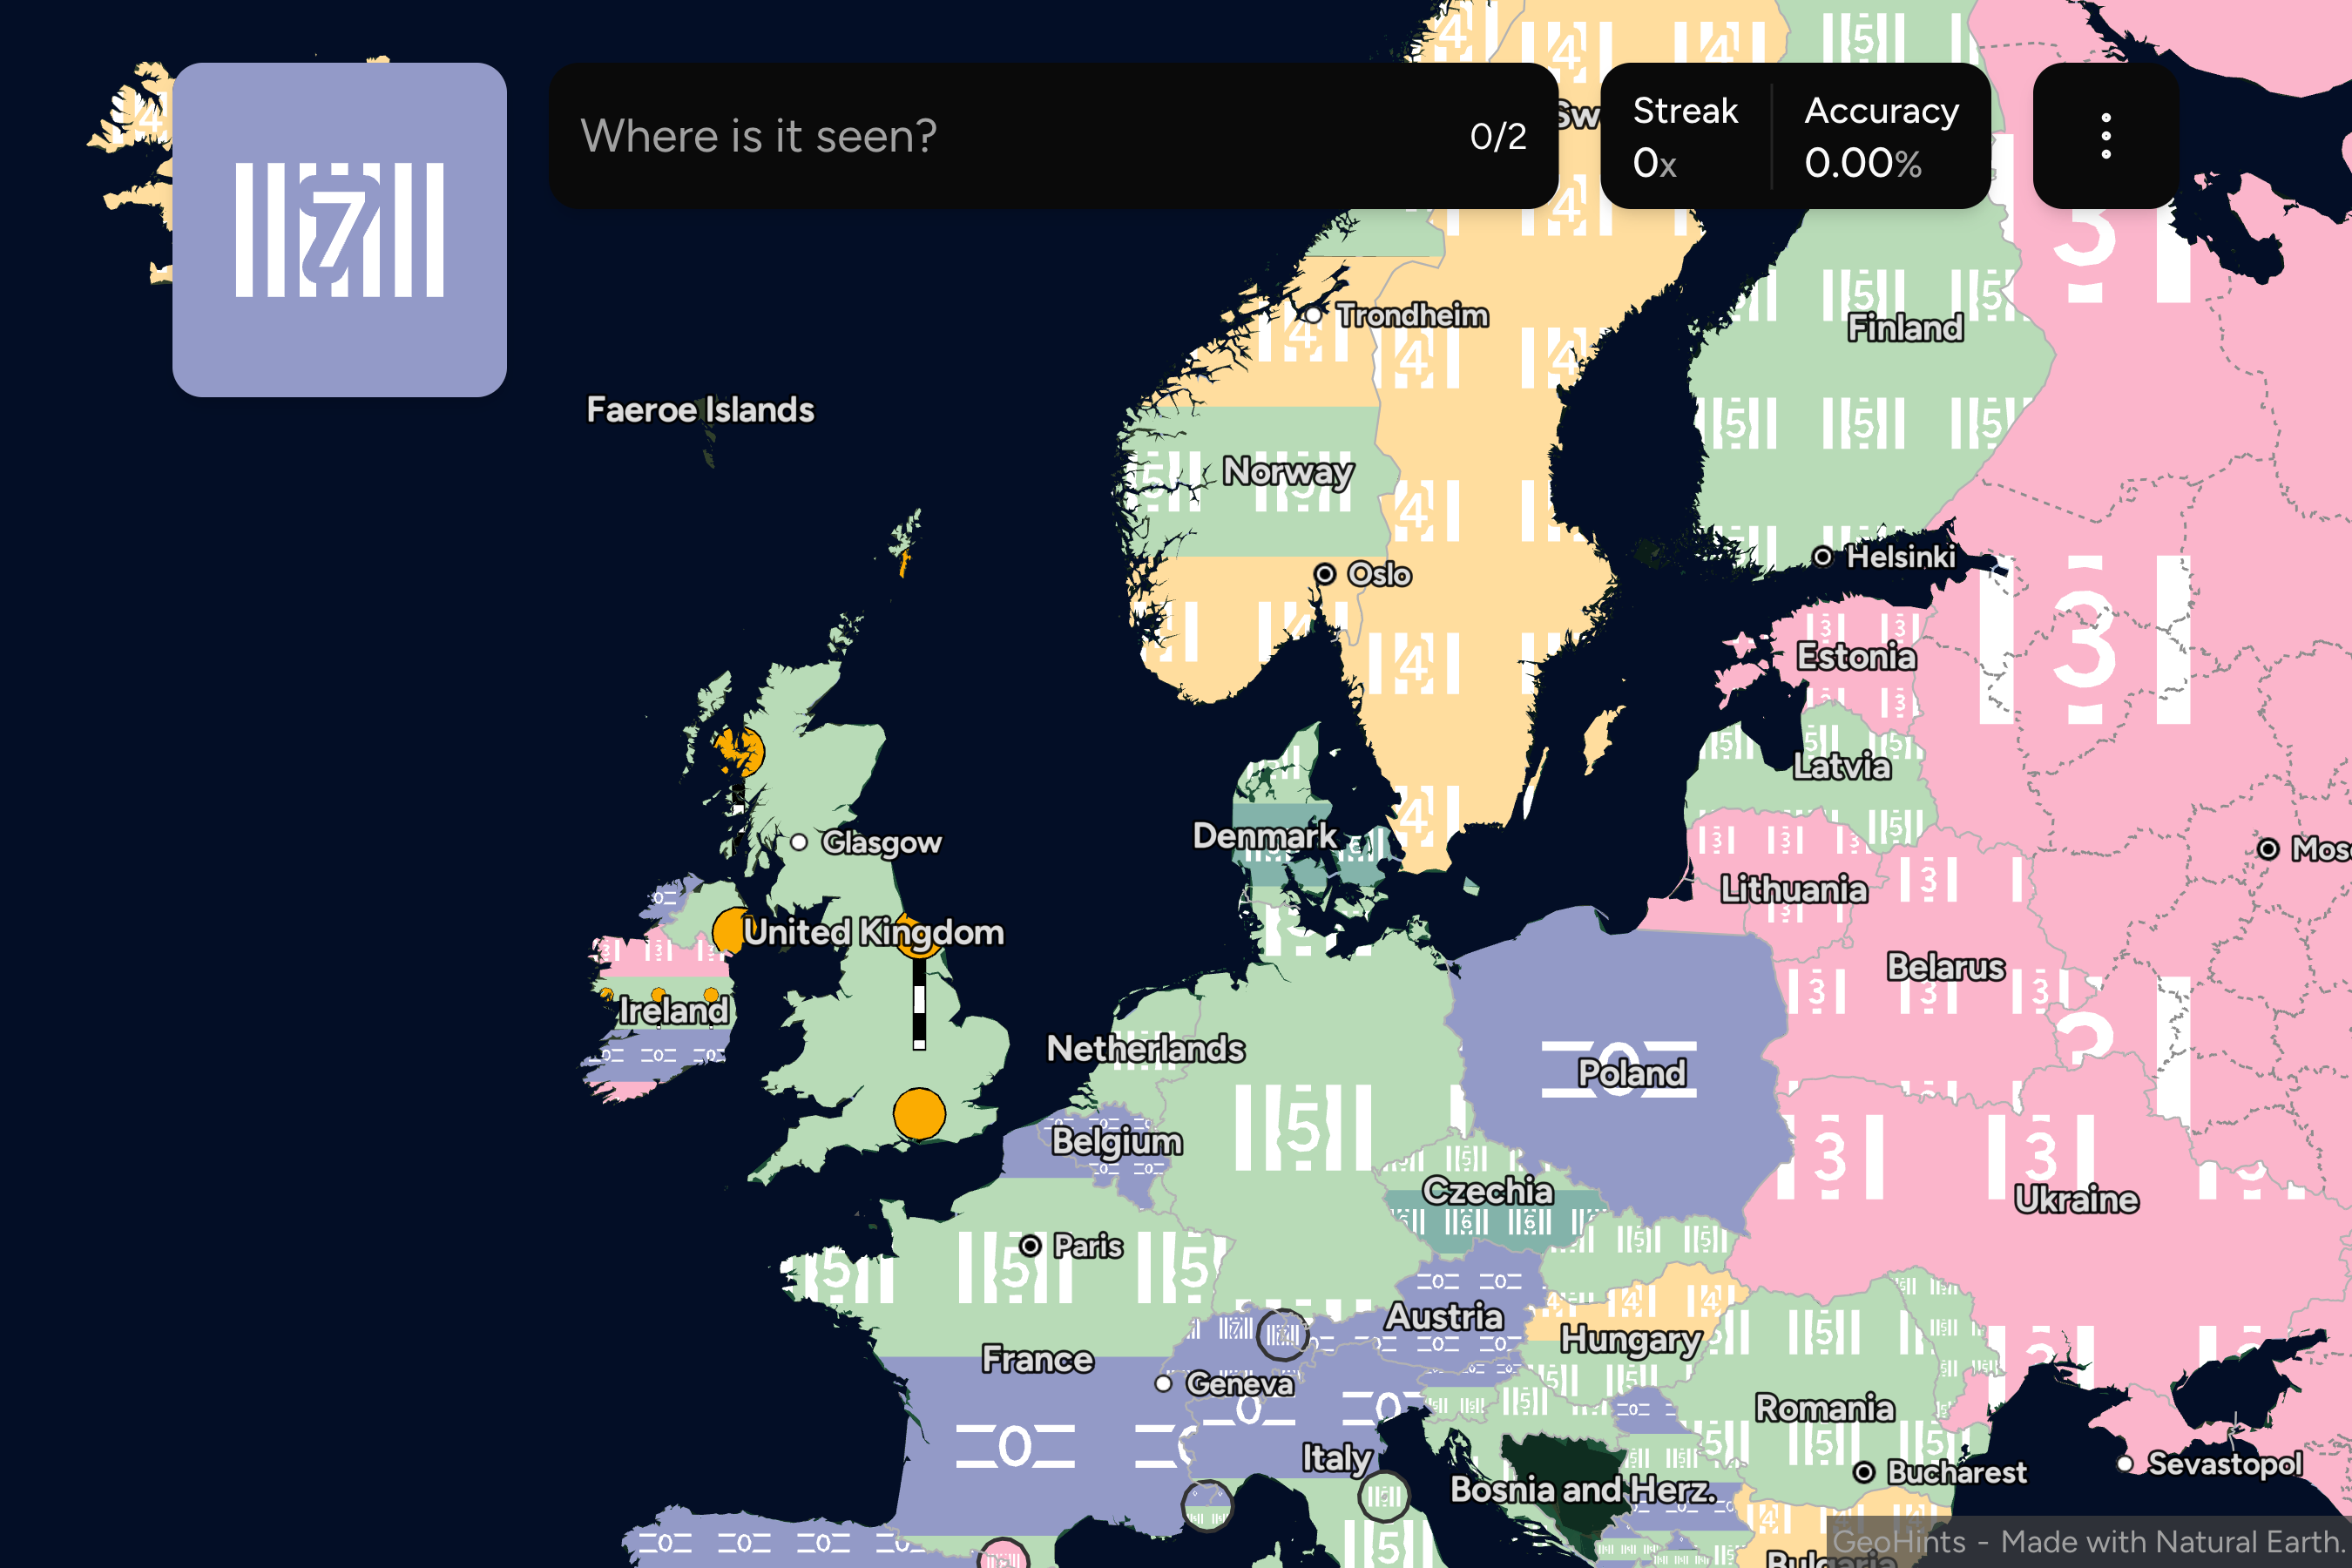 7
Where is it seen?
0/2
Sw
Streak
0x
Accuracy
0.00%
Trondheim
Finland
Faeroe Islands
Norway
Oslo
Helsinki
Estonia
Latvia
Denmark
Glasgow
Lithuania
United Kingdom
Belarus
Ireland
Netherlands
Poland
Belgium
Czechia
Ukraine
Paris
Austria
Hungary
France
Geneva
Romania
Italy
Bosnia and Herz.
Bucharest
Sevastopol
Bulgaria
GeoHints - Made with Natural Earth.